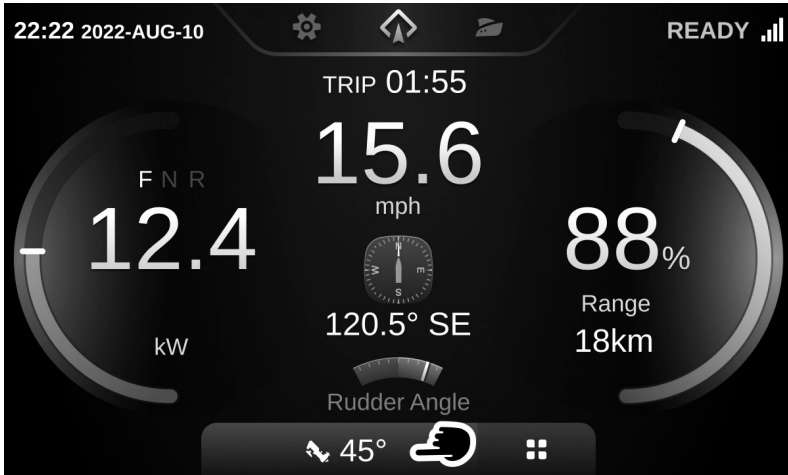 22:22 2022-AUG-10
READY
TRIP 01:55
15.6
mph
F N R
12.4
kW
N
W E
S
120.5° SE
88%
Range
18km
Rudder Angle
45°